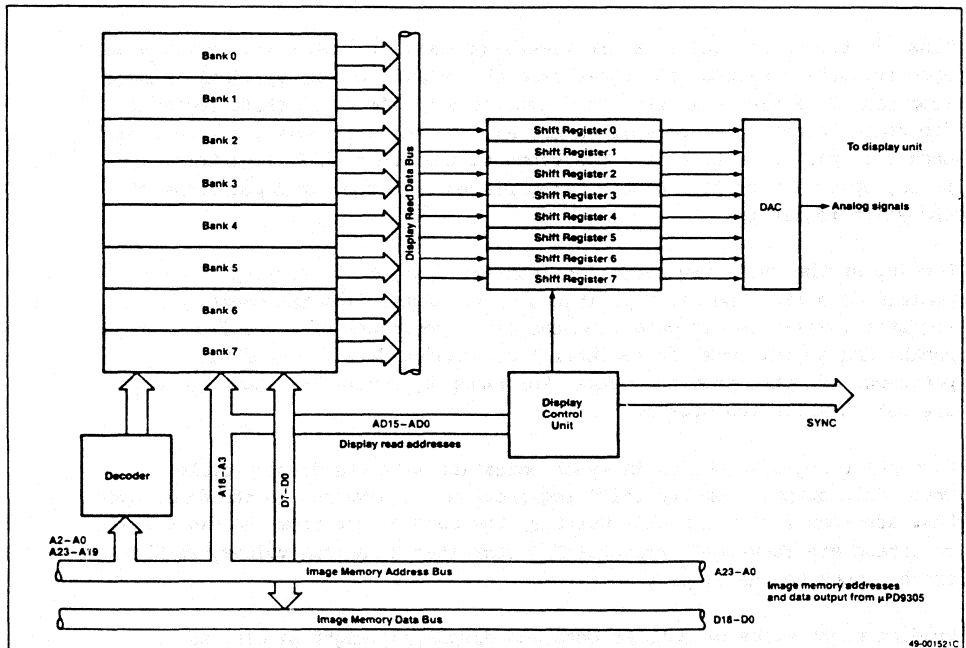 Bank 0
Bank 1
Bank 2
Bank 3
Bank 4
Bank 5
Bank 6
Bank 7
Display Read Data Bus
Shift Register 0
Shift Register 1
Shift Register 2
Shift Register 3
Shift Register 4
Shift Register 5
Shift Register 6
Shift Register 7
DAC
To display unit
Analog signals
Display
Control
Unit
SYNC
AD15-AD0
Display read addresses
Decoder
A18-A3
D7-D0
A2-A0
A23-A19
Image Memory Address Bus
A23-A0
Image memory addresses
and data output from µPD9305
Image Memory Data Bus
D18-D0
49-001521C